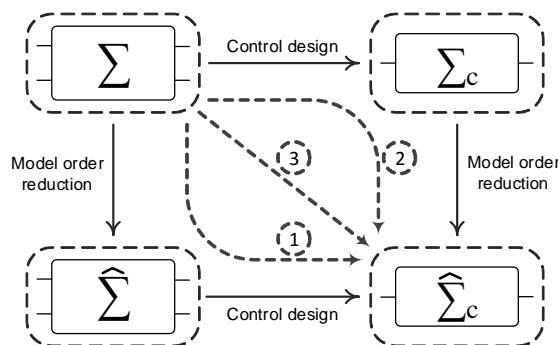 Σ
Control design
Σc
Model order
reduction
3
2
Model order
reduction
1
Σ̂
Control design
Σ̂c